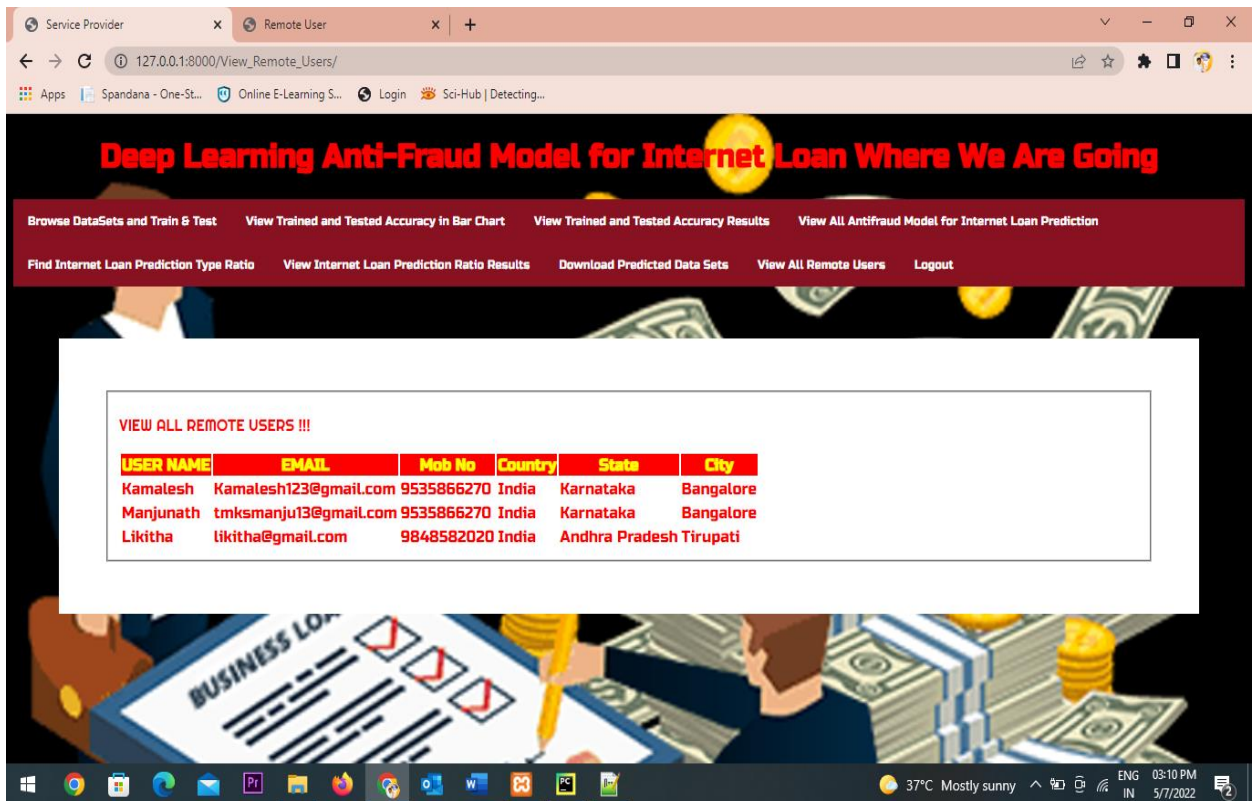 Service Provider
Remote User
127.0.0.1:8000/View_Remote_Users/
Apps
Spandana - One-St...
Online E-Learning S...
Login
Sci-Hub | Detecting...
Deep Learning Anti-Fraud Model for Internet Loan Where We Are Going
Browse DataSets and Train & Test View Trained and Tested Accuracy in Bar Chart View Trained and Tested Accuracy Results View All Antifraud Model for Internet Loan Prediction
Find Internet Loan Prediction Type Ratio View Internet Loan Prediction Ratio Results Download Predicted Data Sets View All Remote Users Logout
VIEW ALL REMOTE USERS !!!
USER NAME EMAIL Mob No Country State City
Kamalesh Kamalesh123@gmail.com 9535866270 India Karnataka Bangalore
Manjunath tmksmanju13@gmail.com 9535866270 India Karnataka Bangalore
Likitha likitha@gmail.com 9848582020 India Andhra Pradesh Tirupati
BUSINESS
Pr
PC
37°C Mostly sunny
ENG
IN
03:10 PM
5/7/2022
2